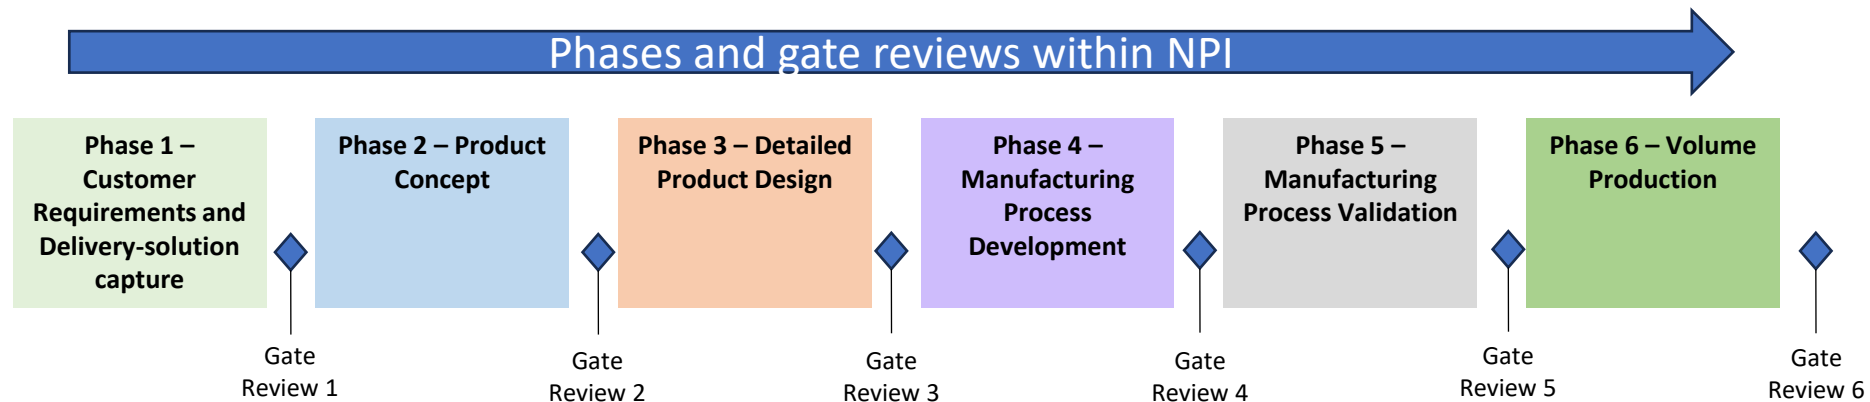 Phases and gate reviews within NPI
Phase 1 –
Customer
Requirements and
Delivery-solution
capture
Phase 2 – Product
Concept
Phase 3 – Detailed
Product Design
Phase 4 –
Manufacturing
Process
Development
Phase 5 –
Manufacturing
Process Validation
Phase 6 – Volume
Production
Gate
Review 1
Gate
Review 2
Gate
Review 3
Gate
Review 4
Gate
Review 5
Gate
Review 6